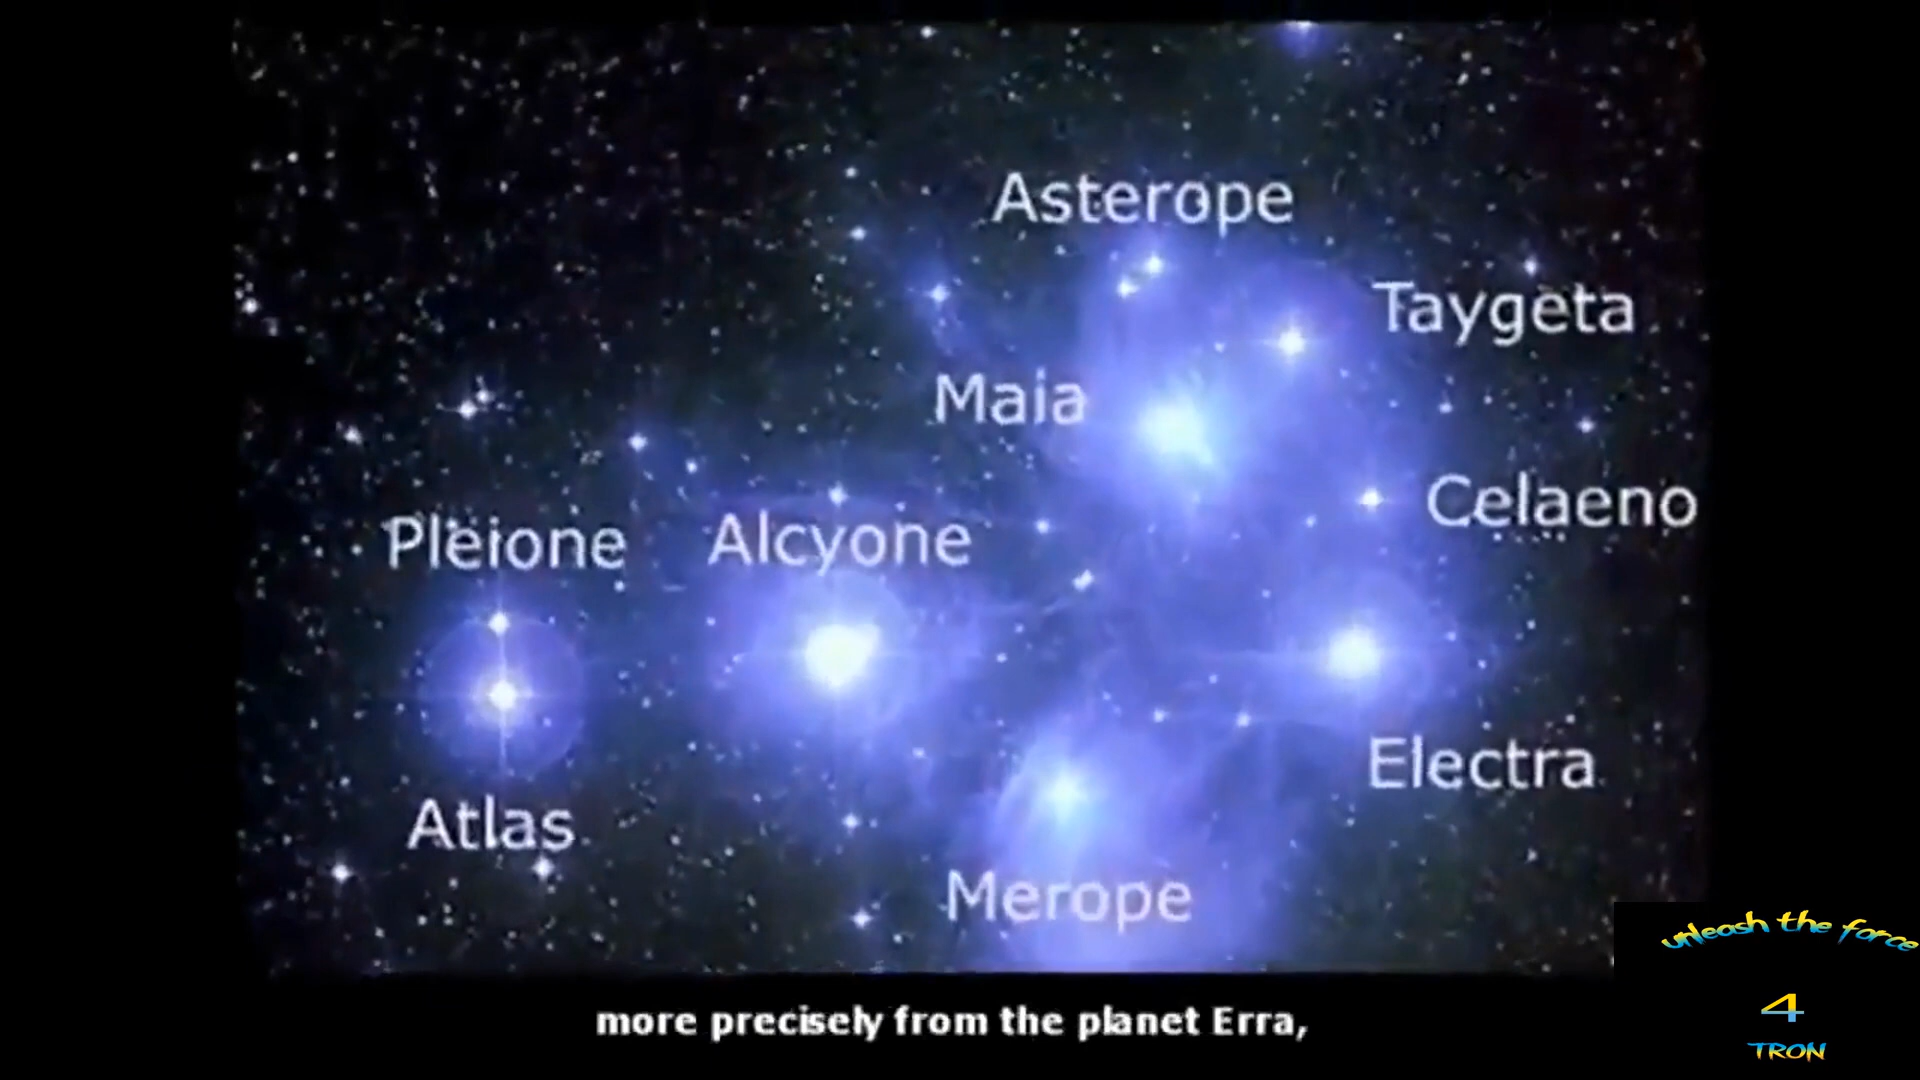 Asterope
Taygeta
Maia
Celaeno
Pleione
Alcyone
Electra
Atlas
Merope
unleash the force
4
TRON
more precisely from the planet Erra,